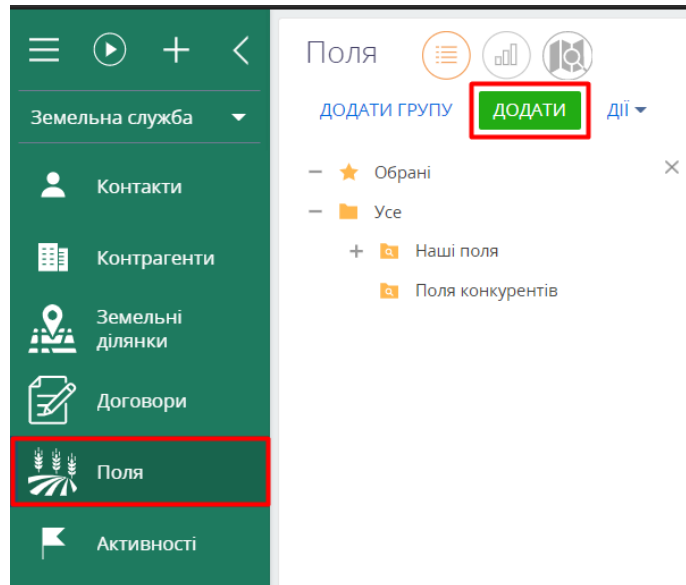 Земельна служба
Контакти
Контрагенти
Земельні
ділянки
Договори
Поля
Активності
Поля
ДОДАТИ ГРУПУ ДОДАТИ ДІЇ
Обрані
Усе
Наші поля
Поля конкурентів